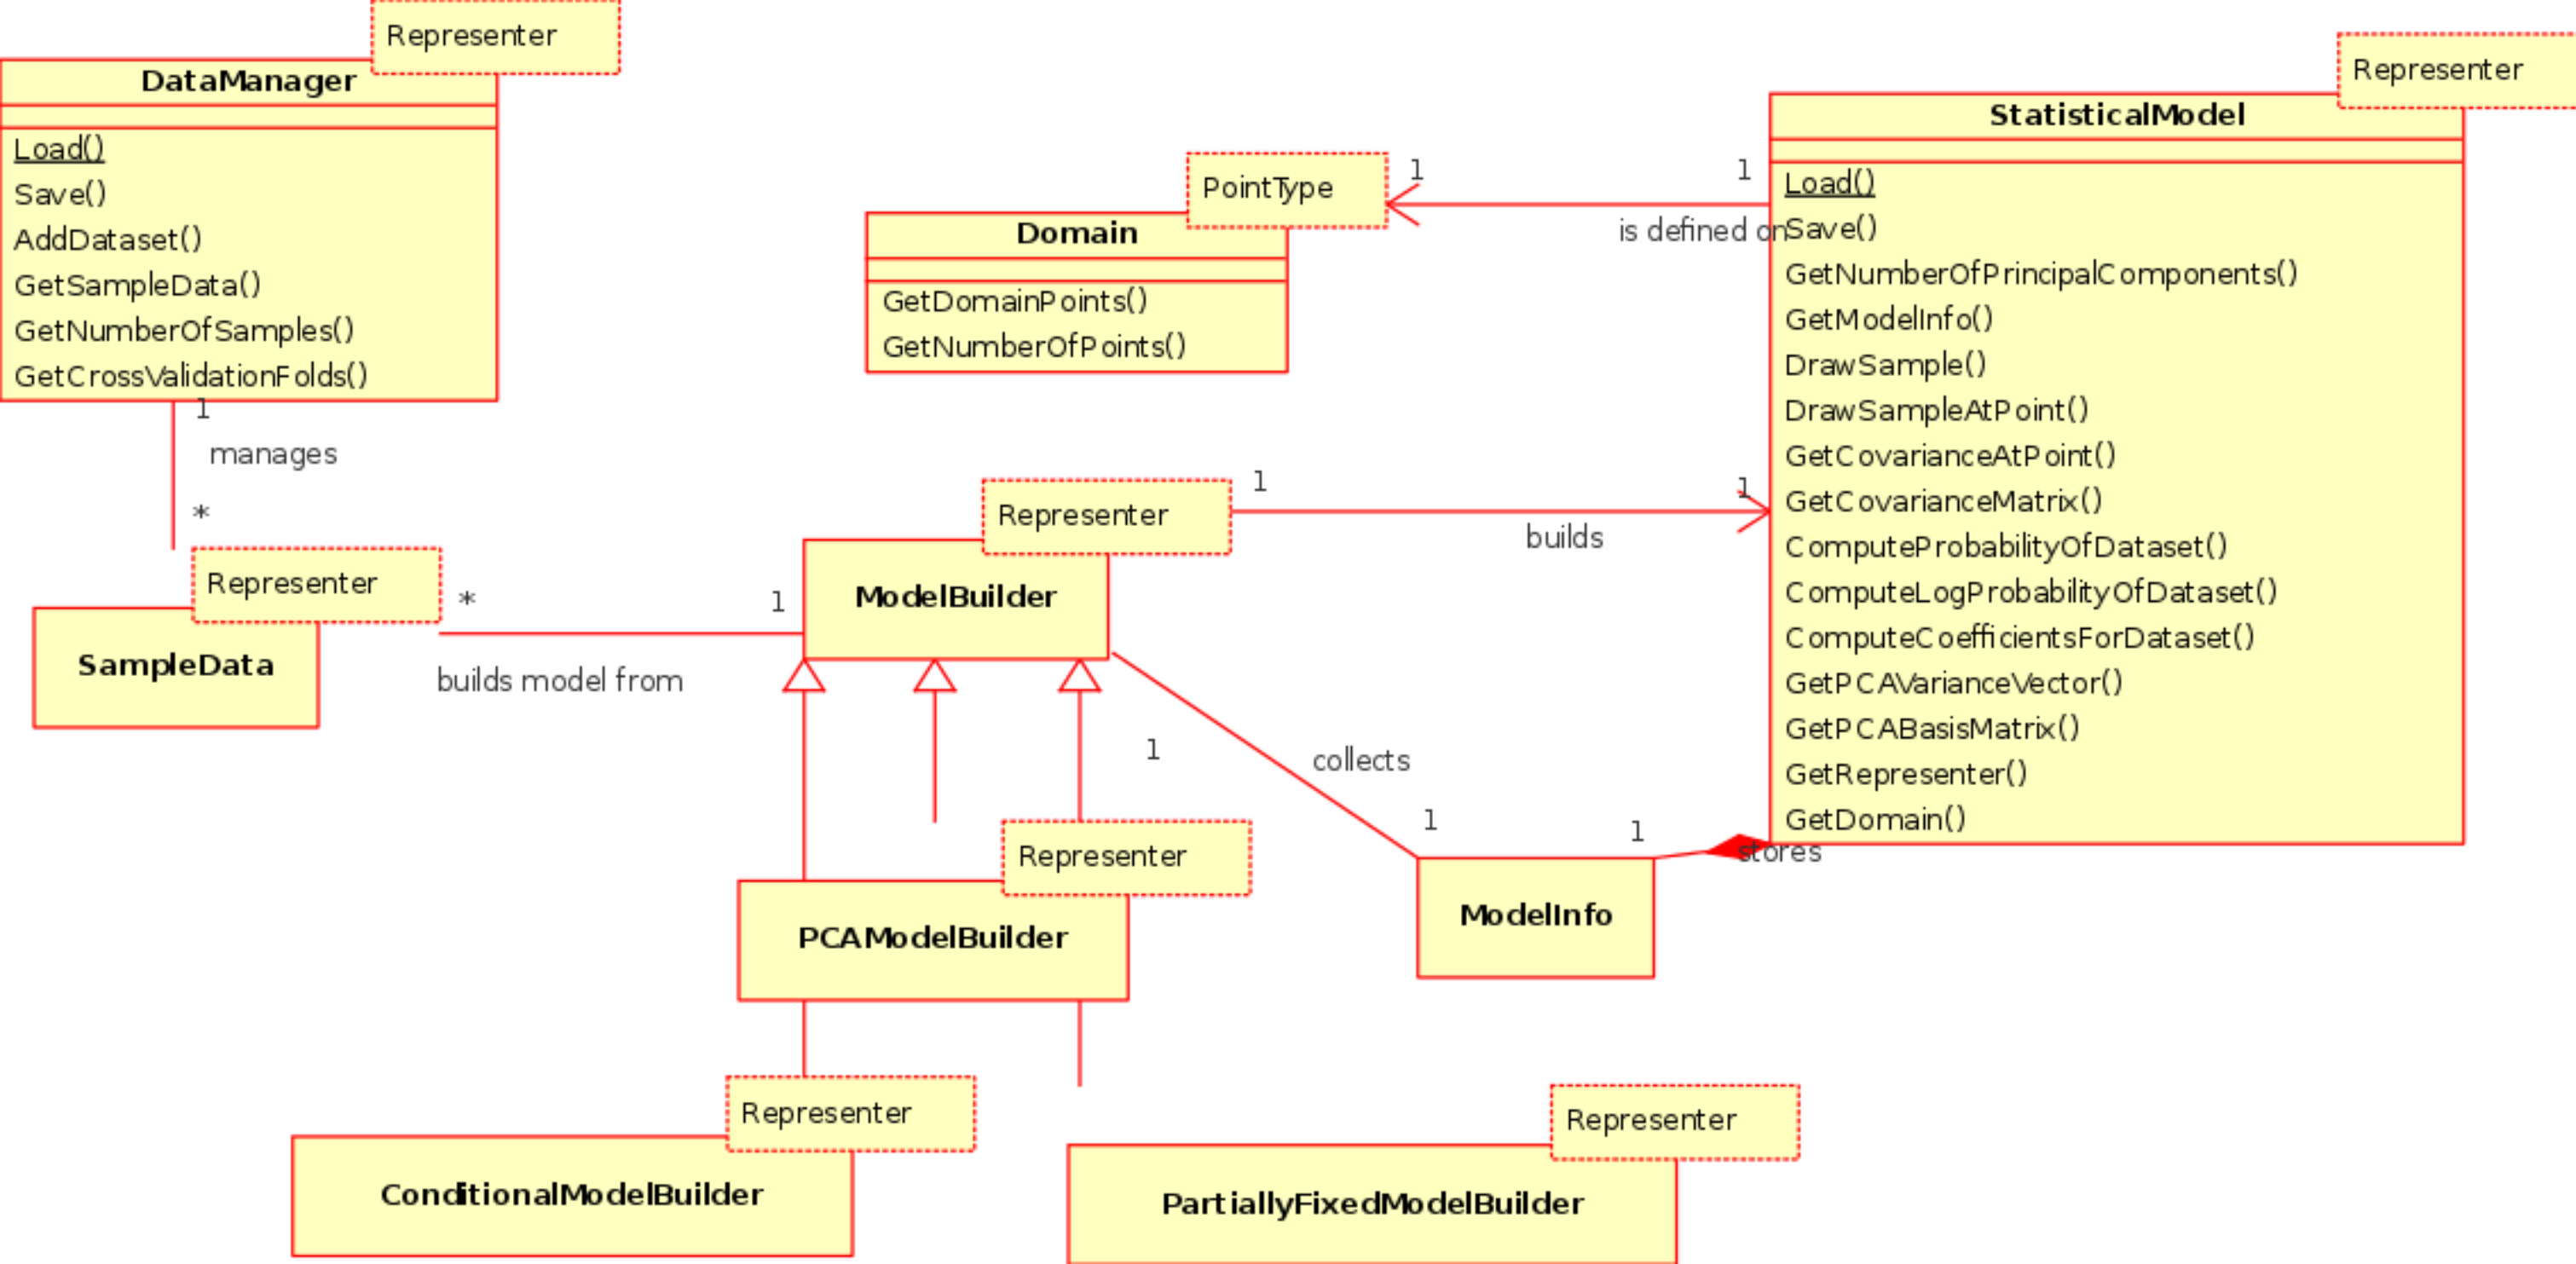 Representer
DataManager
Load()
Save()
AddDataset()
GetSampleData()
GetNumberOfSamples()
GetCrossValidationFolds()
1
manages
*
Representer
SampleData
*
1
builds model from
PointType
Domain
GetDomainPoints()
GetNumberOfPoints()
1
1
is defined on
Representer
StatisticalModel
Load()
Save()
GetNumberOfPrincipalComponents()
GetModelInfo()
DrawSample()
DrawSampleAtPoint()
GetCovarianceAtPoint()
GetCovarianceMatrix()
ComputeProbabilityOfDataset()
ComputeLogProbabilityOfDataset()
ComputeCoefficientsForDataset()
GetPCAVarianceVector()
GetPCABasisMatrix()
GetRepresenter()
GetDomain()
Representer
ModelBuilder
1
1
builds
1
collects
1
1
stores
ModelInfo
Representer
PCAModelBuilder
Representer
ConditionalModelBuilder
Representer
PartiallyFixedModelBuilder